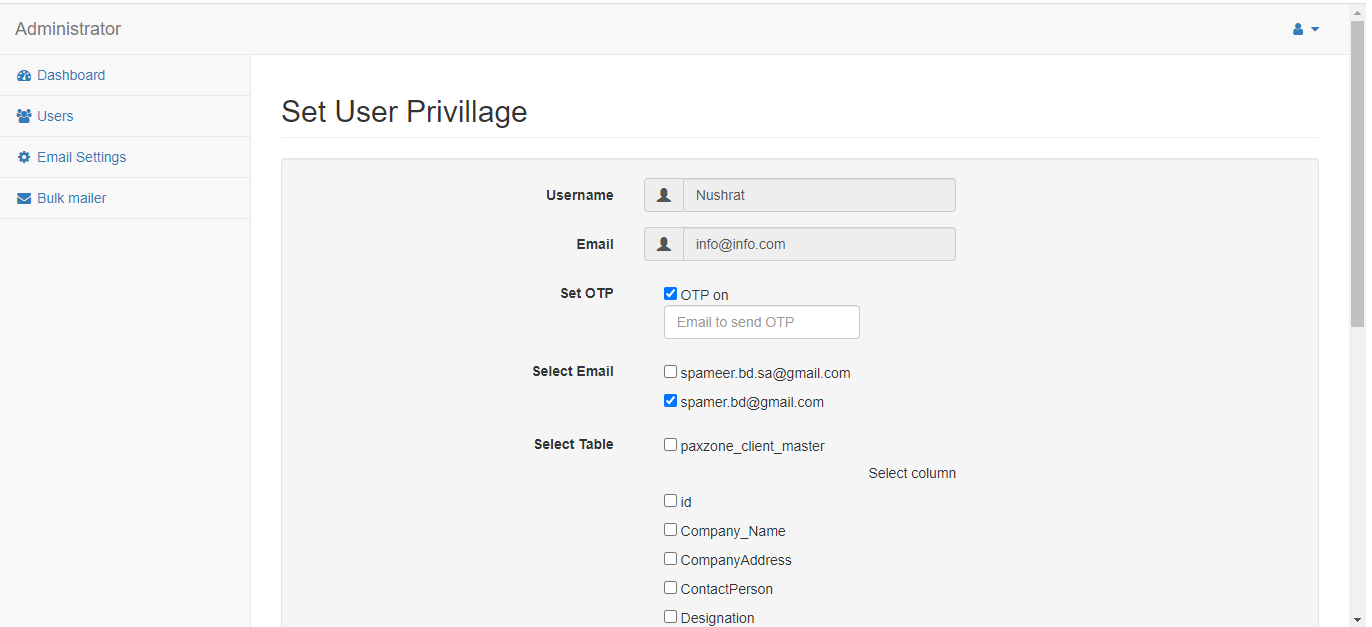 Administrator
Dashboard
Users
Email Settings
Bulk mailer
Set User Privillage
Username Nushrat
Email info@info.com
Set OTP OTP on
Email to send OTP
Select Email spameer.bd.sa@gmail.com
spamer.bd@gmail.com
Select Table paxzone_client_master
Select column
id
Company_Name
CompanyAddress
ContactPerson
Designation